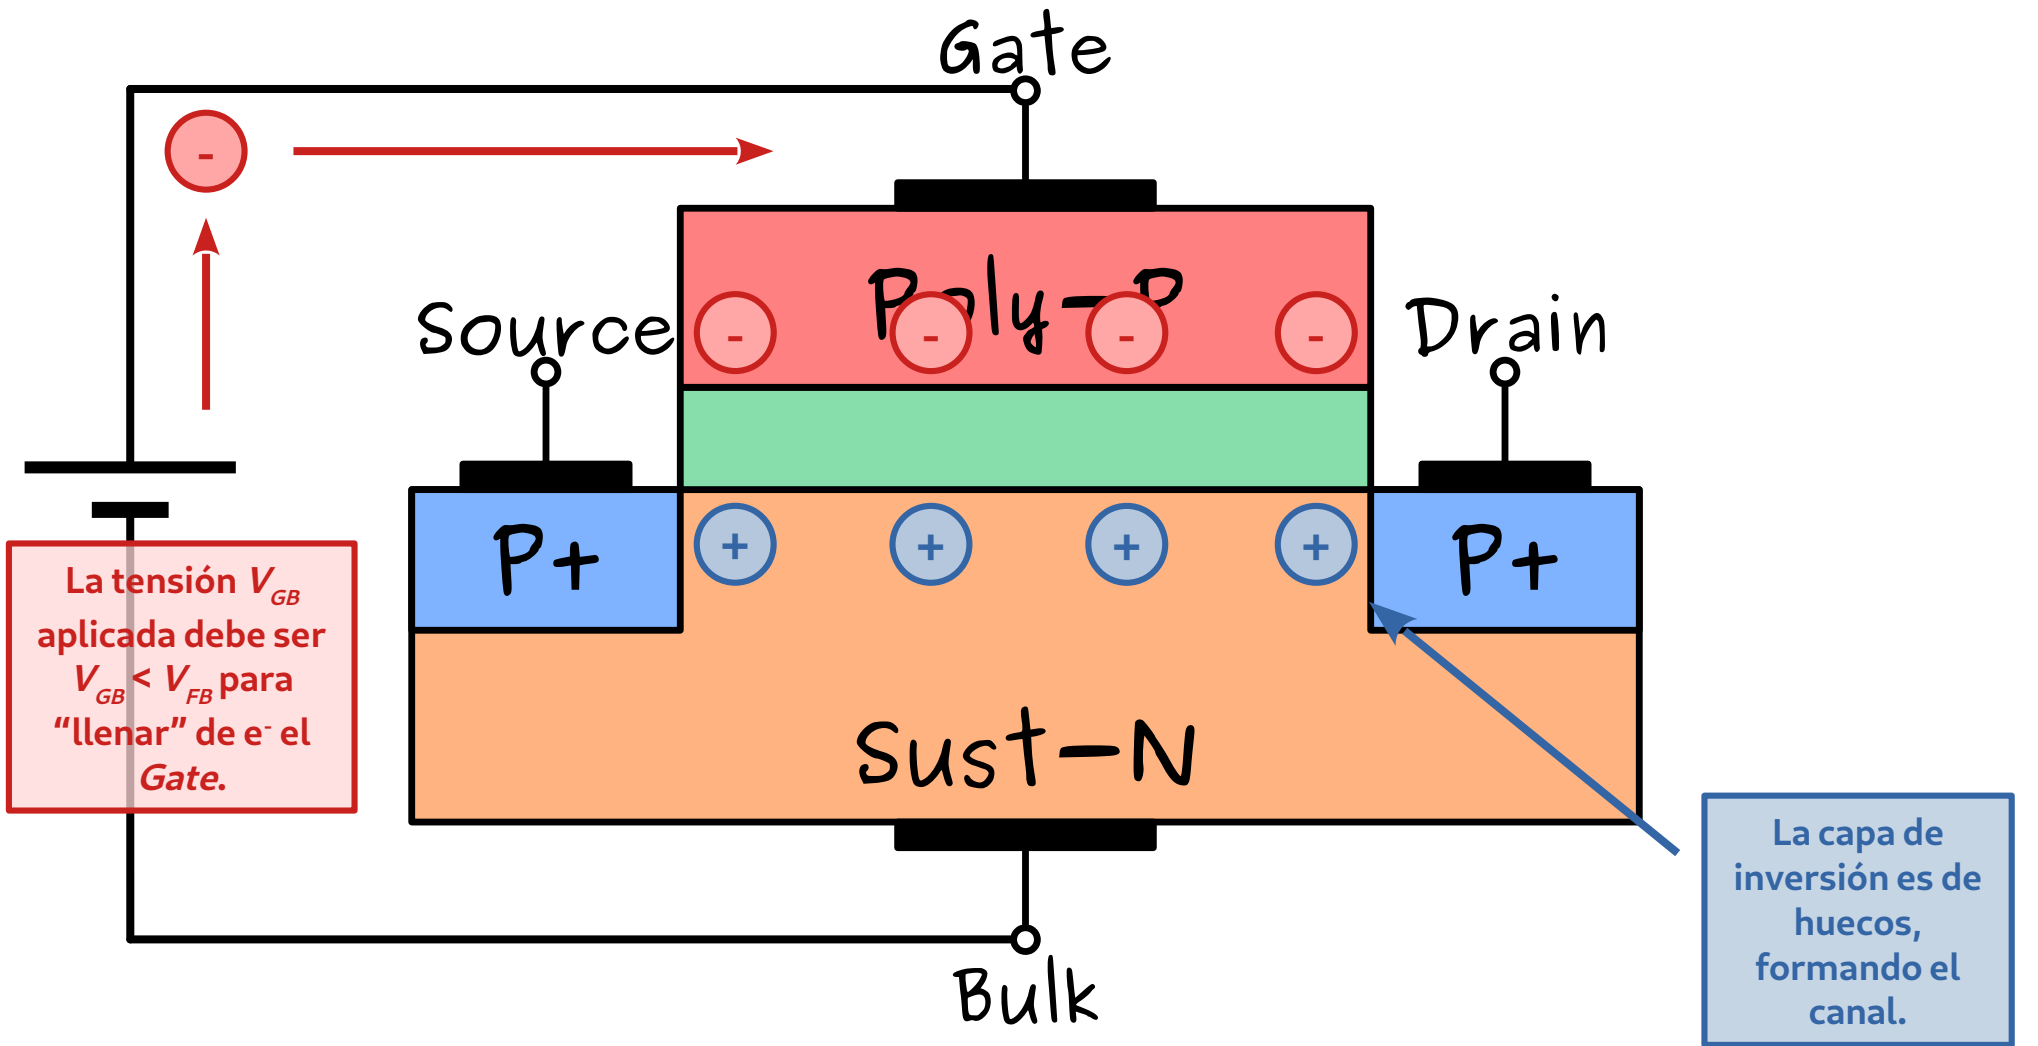 Gate
-
Poly-P
Source
Drain
- - - -
P+
+ + + +
P+
La tensión V_GB
aplicada debe ser
V_GB < V_FB para
“llenar” de e⁻ el
Gate.
Sust-N
La capa de
inversión es de
huecos,
formando el
canal.
Bulk